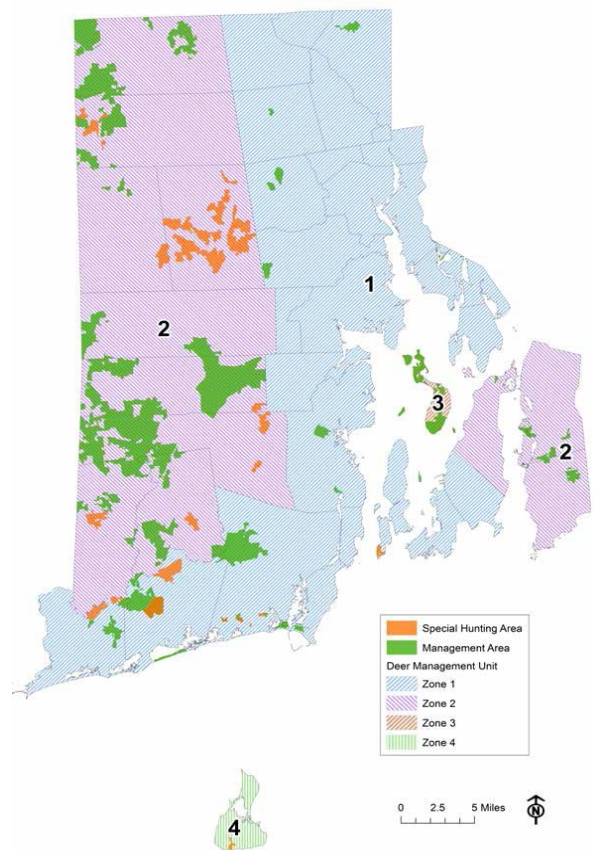 1
2
3
2
Special Hunting Area
Management Area
Deer Management Unit
Zone 1
Zone 2
Zone 3
Zone 4
4
0 2.5 5 Miles
N